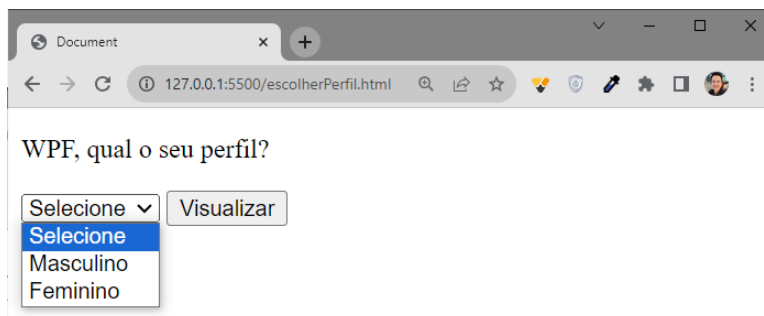 Document
127.0.0.1:5500/escolherPerfil.html
WPF, qual o seu perfil?
Selecione Visualizar
Selecione
Masculino
Feminino